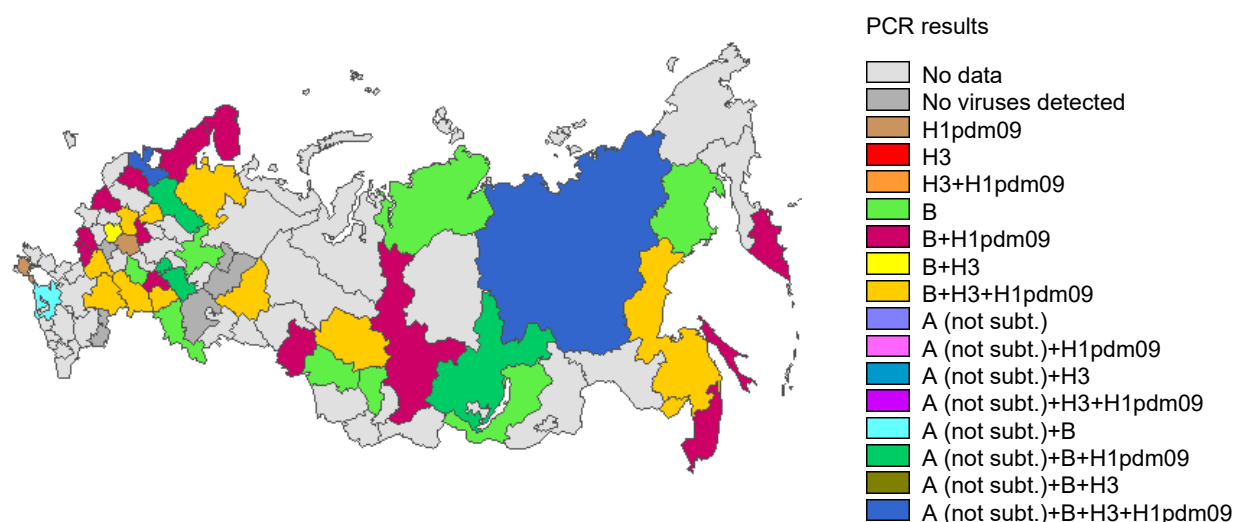 PCR results
No data
No viruses detected
H1pdm09
H3
H3+H1pdm09
B
B+H1pdm09
B+H3
B+H3+H1pdm09
A (not subt.)
A (not subt.)+H1pdm09
A (not subt.)+H3
A (not subt.)+H3+H1pdm09
A (not subt.)+B
A (not subt.)+B+H1pdm09
A (not subt.)+B+H3
A (not subt.)+B+H3+H1pdm09